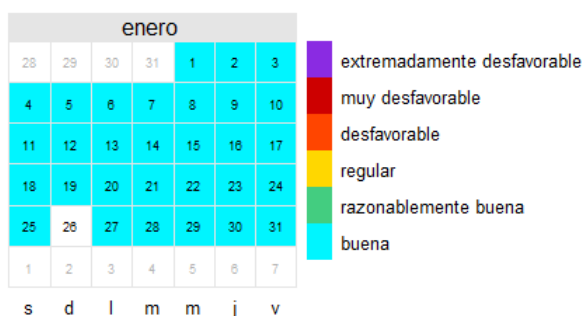 enero
28 29 30 31 1 2 3
4 5 6 7 8 9 10
11 12 13 14 15 16 17
18 19 20 21 22 23 24
25 26 27 28 29 30 31
1 2 3 4 5 6 7
s d l m m j v
extremadamente desfavorable
muy desfavorable
desfavorable
regular
razonablemente buena
buena